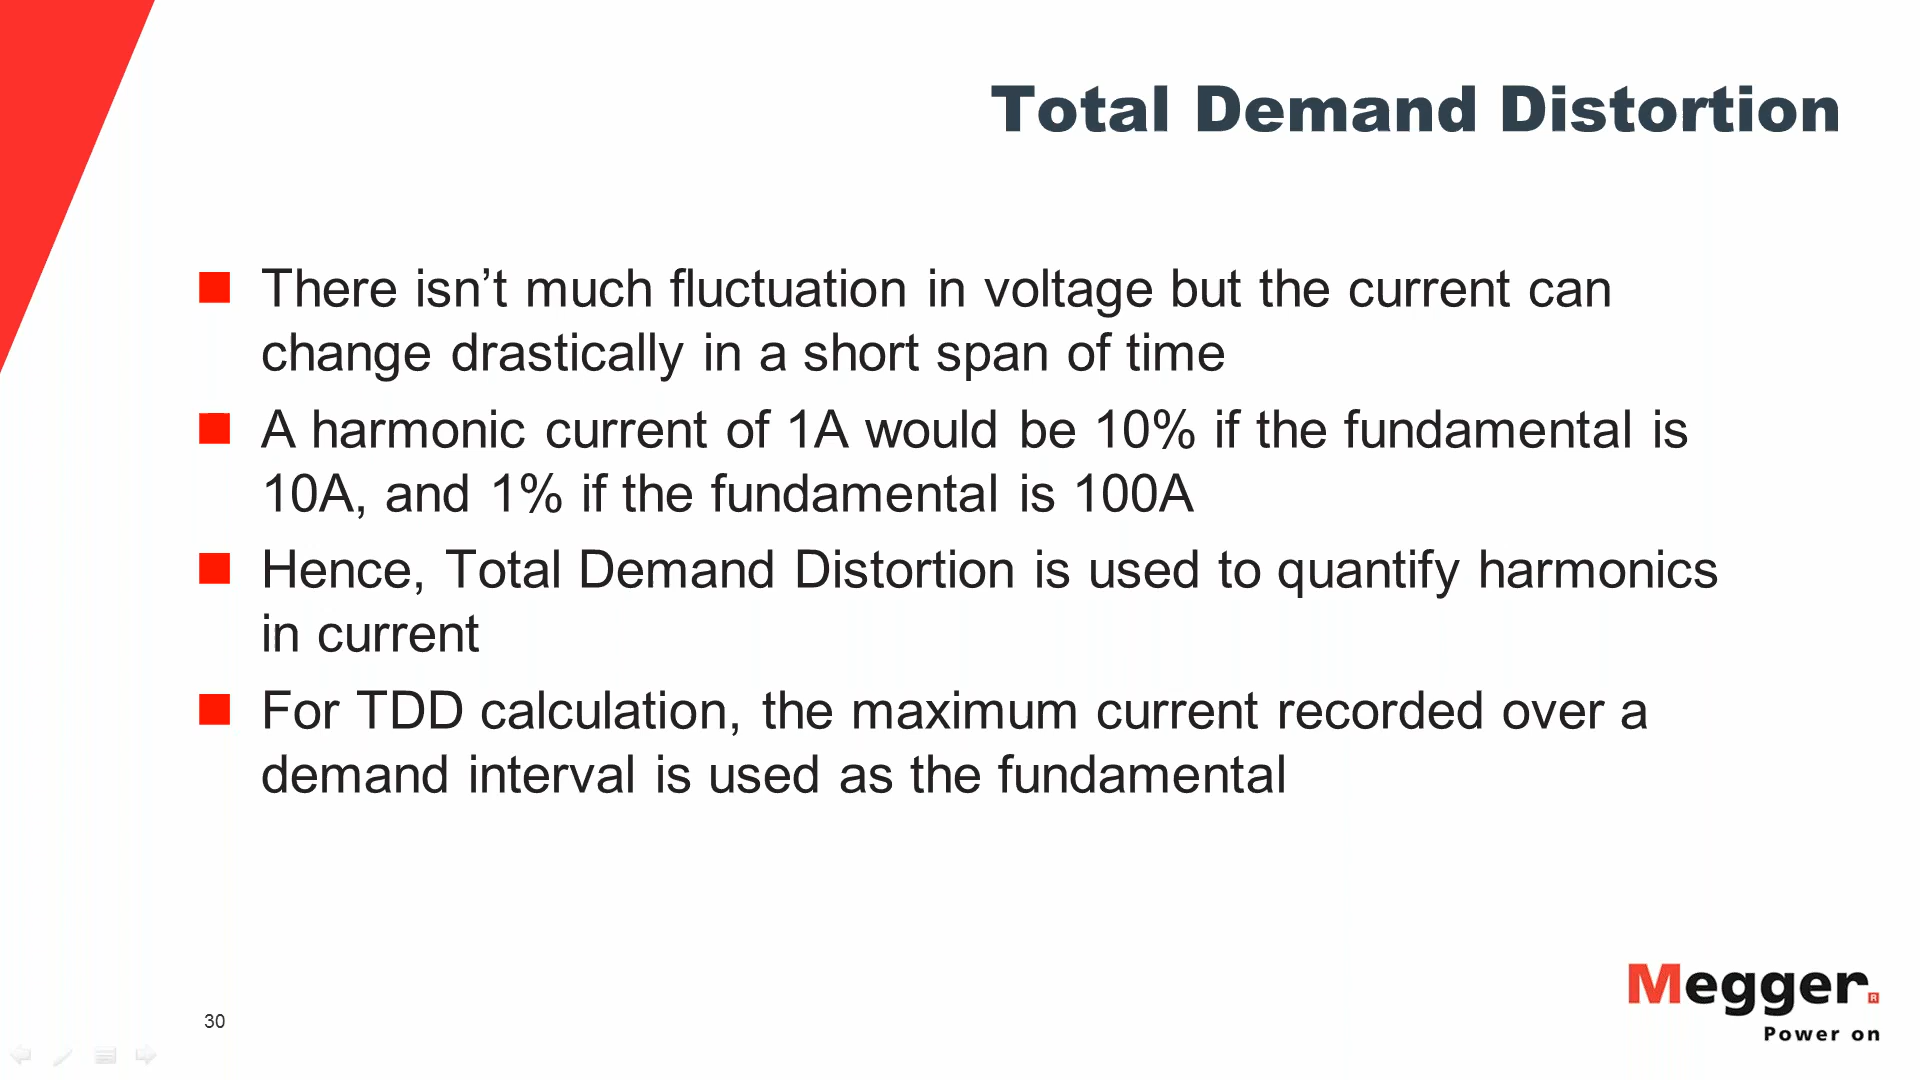 Total Demand Distortion
There isn’t much fluctuation in voltage but the current can
change drastically in a short span of time
A harmonic current of 1A would be 10% if the fundamental is
10A, and 1% if the fundamental is 100A
Hence, Total Demand Distortion is used to quantify harmonics
in current
For TDD calculation, the maximum current recorded over a
demand interval is used as the fundamental
Megger.®
Power on
30